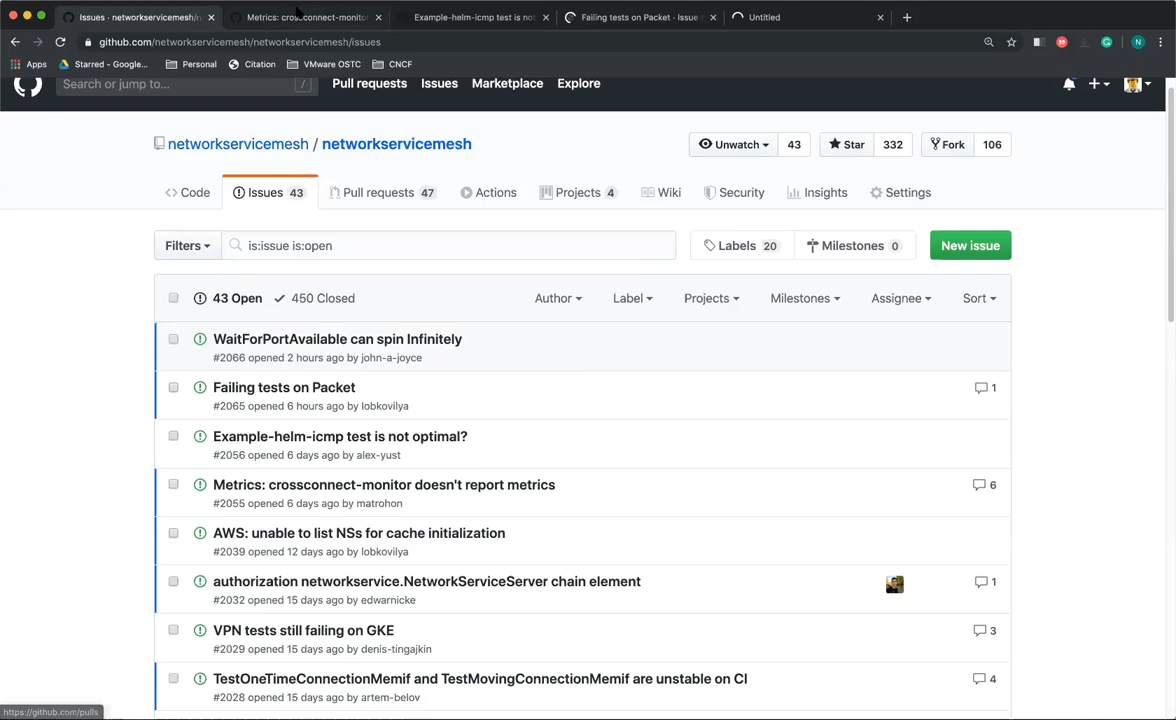 Issues · networkservicemesh/n
Metrics: crossconnect-monitor
Example-helm-icmp test is not
Failing tests on Packet · Issue
Untitled
github.com/networkservicemesh/networkservicemesh/issues
N
Apps
Starred - Google...
Personal
Citation
VMware OSTC
CNCF
Search or jump to...
/
Pull requests
Issues
Marketplace
Explore
networkservicemesh / networkservicemesh
Unwatch 43
Star 332
Fork 106
Code
Issues 43
Pull requests 47
Actions
Projects 4
Wiki
Security
Insights
Settings
Filters
is:issue is:open
Labels 20
Milestones 0
New issue
43 Open
450 Closed
Author
Label
Projects
Milestones
Assignee
Sort
WaitForPortAvailable can spin Infinitely
#2066 opened 2 hours ago by john-a-joyce
Failing tests on Packet
1
#2065 opened 6 hours ago by lobkovilya
Example-helm-icmp test is not optimal?
#2056 opened 6 days ago by alex-yust
Metrics: crossconnect-monitor doesn't report metrics
6
#2055 opened 6 days ago by matrohon
AWS: unable to list NSs for cache initialization
#2039 opened 12 days ago by lobkovilya
authorization networkservice.NetworkServiceServer chain element
1
#2032 opened 15 days ago by edwarnicke
VPN tests still failing on GKE
3
#2029 opened 15 days ago by denis-tingajkin
TestOneTimeConnectionMemif and TestMovingConnectionMemif are unstable on CI
4
#2028 opened 15 days ago by artem-belov
https://github.com/pulls